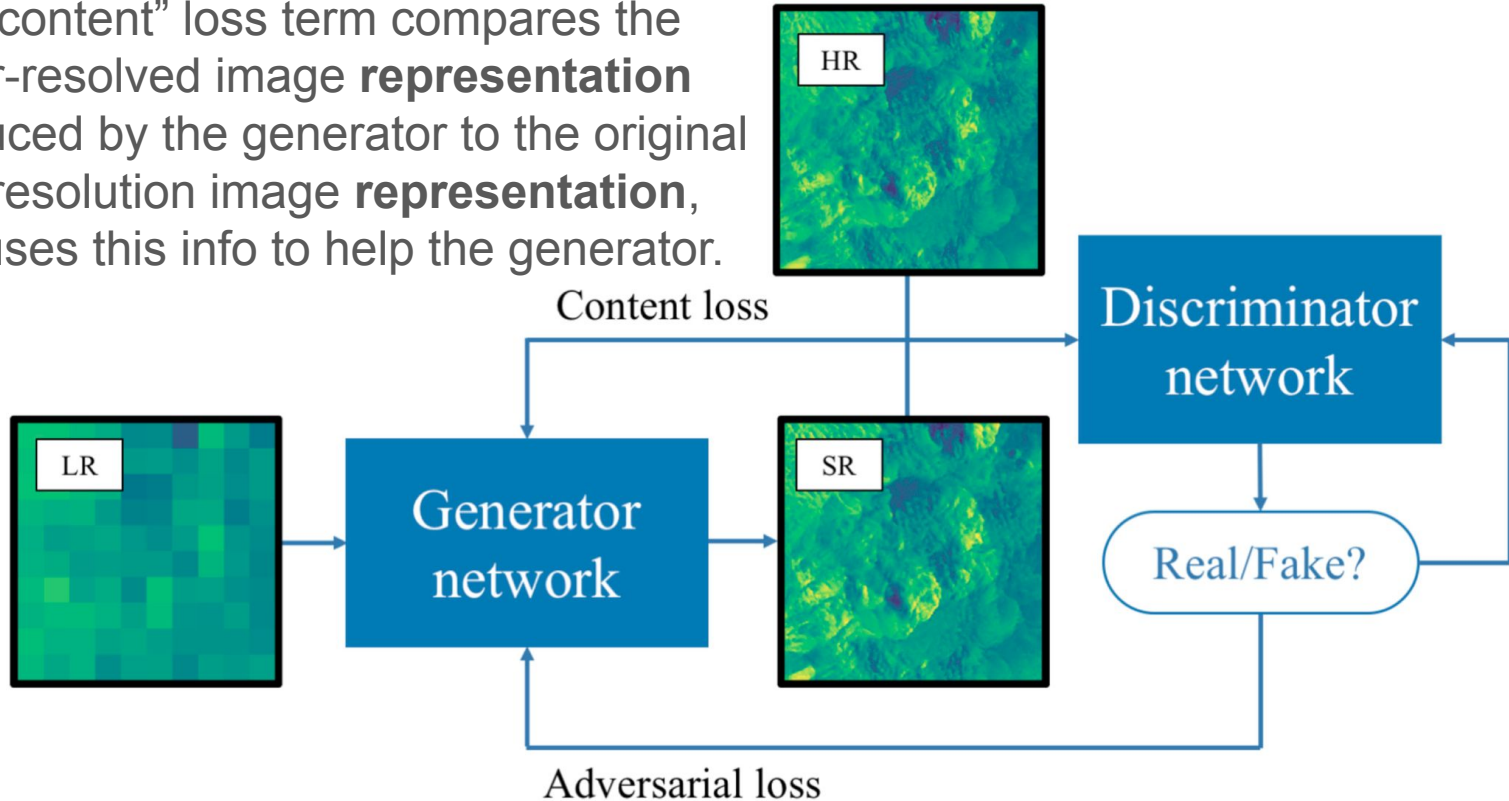 content” loss term compares the
r-resolved image representation
uced by the generator to the original
resolution image representation,
uses this info to help the generator.
HR
Content loss
Discriminator
network
LR
Generator
network
SR
Real/Fake?
Adversarial loss